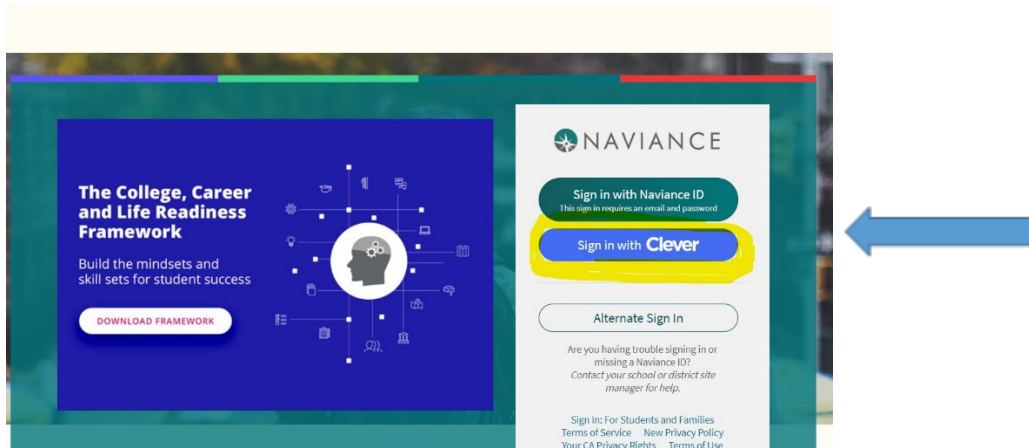 The College, Career
and Life Readiness
Framework
Build the mindsets and
skill sets for student success
DOWNLOAD FRAMEWORK
NAVIANCE
Sign in with Naviance ID
This sign in requires an email and password
Sign in with Clever
Alternate Sign In
Are you having trouble signing in or
missing a Naviance ID?
Contact your school or district site
manager for help.
Sign In: For Students and Families
Terms of Service New Privacy Policy
Your CA Privacy Rights Terms of Use